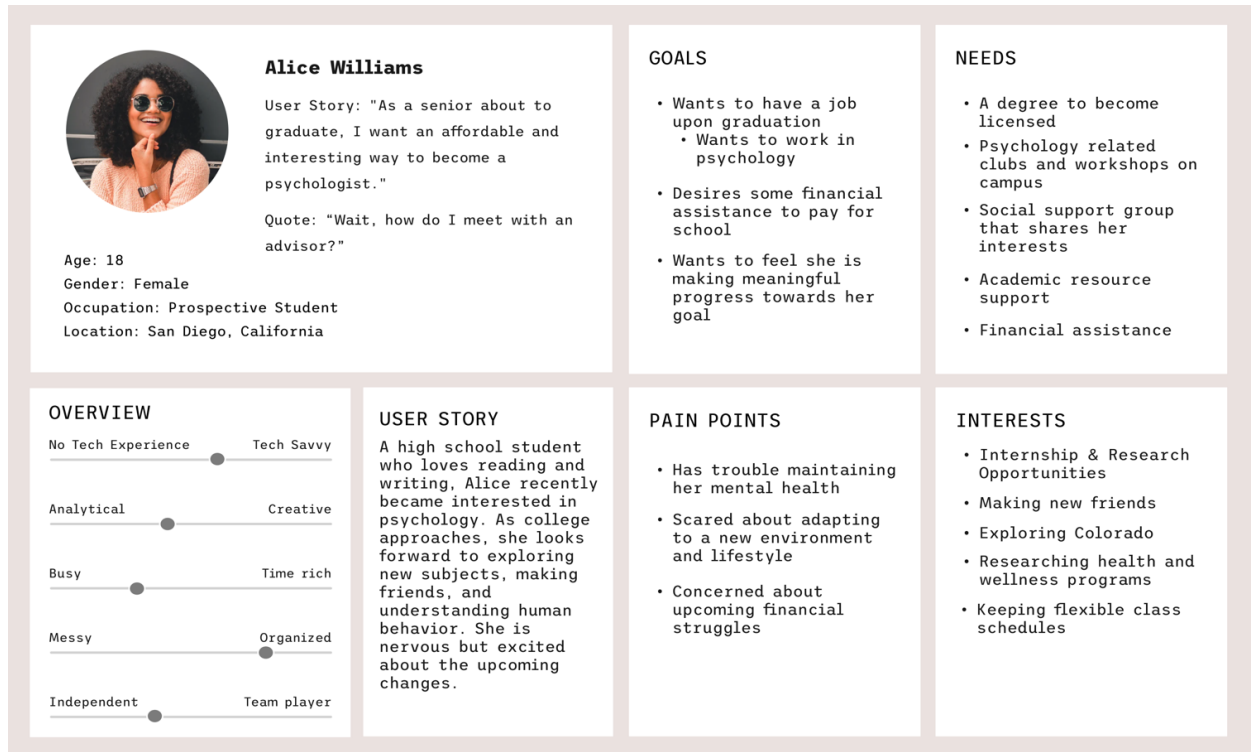 Alice Williams
User Story: "As a senior about to
graduate, I want an affordable and
interesting way to become a
psychologist."
Quote: “Wait, how do I meet with an
advisor?”
Age: 18
Gender: Female
Occupation: Prospective Student
Location: San Diego, California
GOALS
• Wants to have a job
upon graduation
• Wants to work in
psychology
• Desires some financial
assistance to pay for
school
• Wants to feel she is
making meaningful
progress towards her
goal
NEEDS
• A degree to become
licensed
• Psychology related
clubs and workshops on
campus
• Social support group
that shares her
interests
• Academic resource
support
• Financial assistance
OVERVIEW
No Tech Experience Tech Savvy
Analytical Creative
Busy Time rich
Messy Organized
Independent Team player
USER STORY
A high school student
who loves reading and
writing, Alice recently
became interested in
psychology. As college
approaches, she looks
forward to exploring
new subjects, making
friends, and
understanding human
behavior. She is
nervous but excited
about the upcoming
changes.
PAIN POINTS
• Has trouble maintaining
her mental health
• Scared about adapting
to a new environment
and lifestyle
• Concerned about
upcoming financial
struggles
INTERESTS
• Internship & Research
Opportunities
• Making new friends
• Exploring Colorado
• Researching health and
wellness programs
• Keeping flexible class
schedules